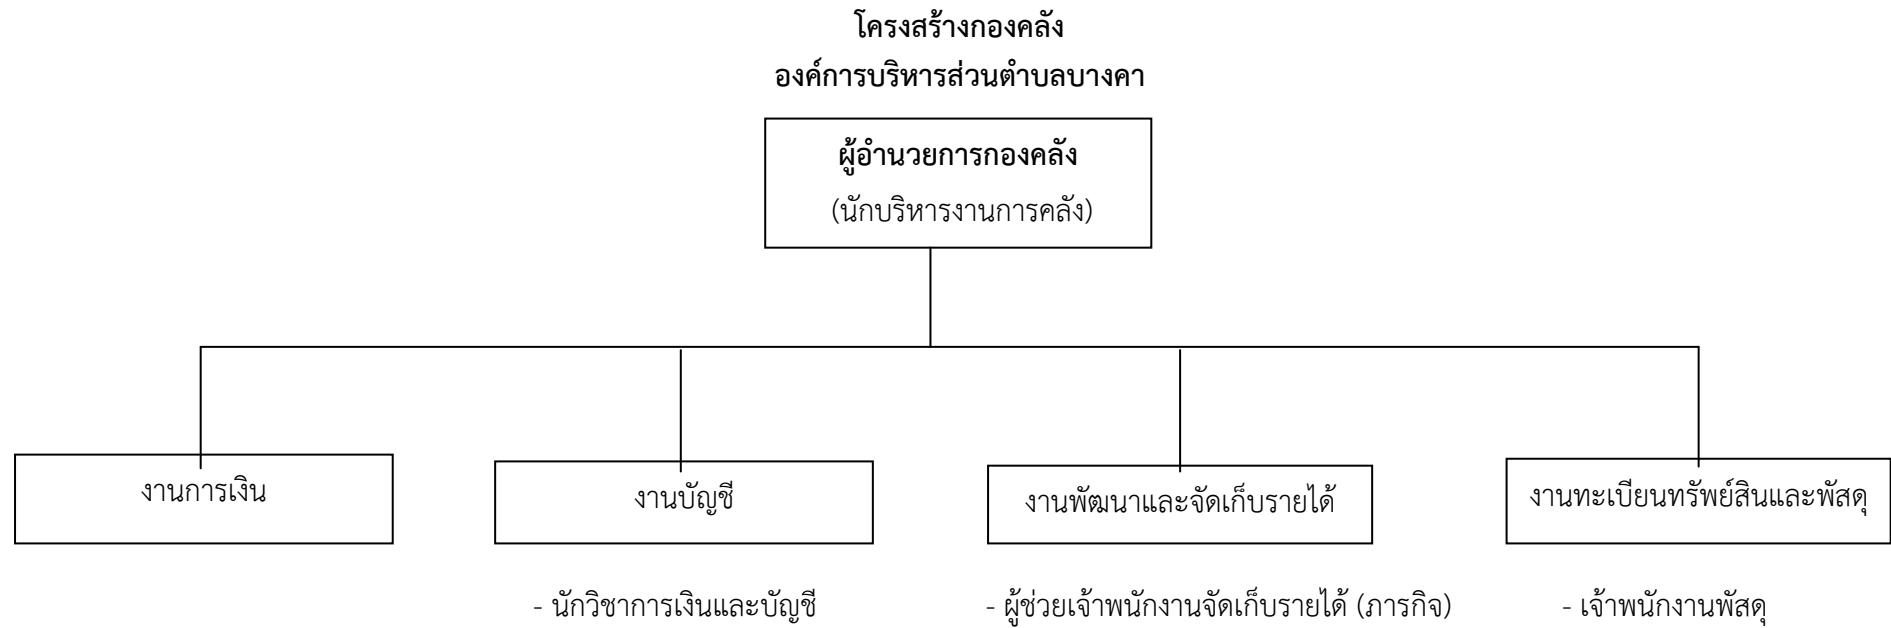 โครงสร้างกองคลัง
องค์การบริหารส่วนตำบลบางคา
ผู้อำนวยการกองคลัง
(นักบริหารงานการคลัง)
งานการเงิน
งานบัญชี
งานพัฒนาและจัดเก็บรายได้
งานทะเบียนทรัพย์สินและพัสดุ
- นักวิชาการเงินและบัญชี
- ผู้ช่วยเจ้าพนักงานจัดเก็บรายได้ (ภารกิจ)
- เจ้าพนักงานพัสดุ